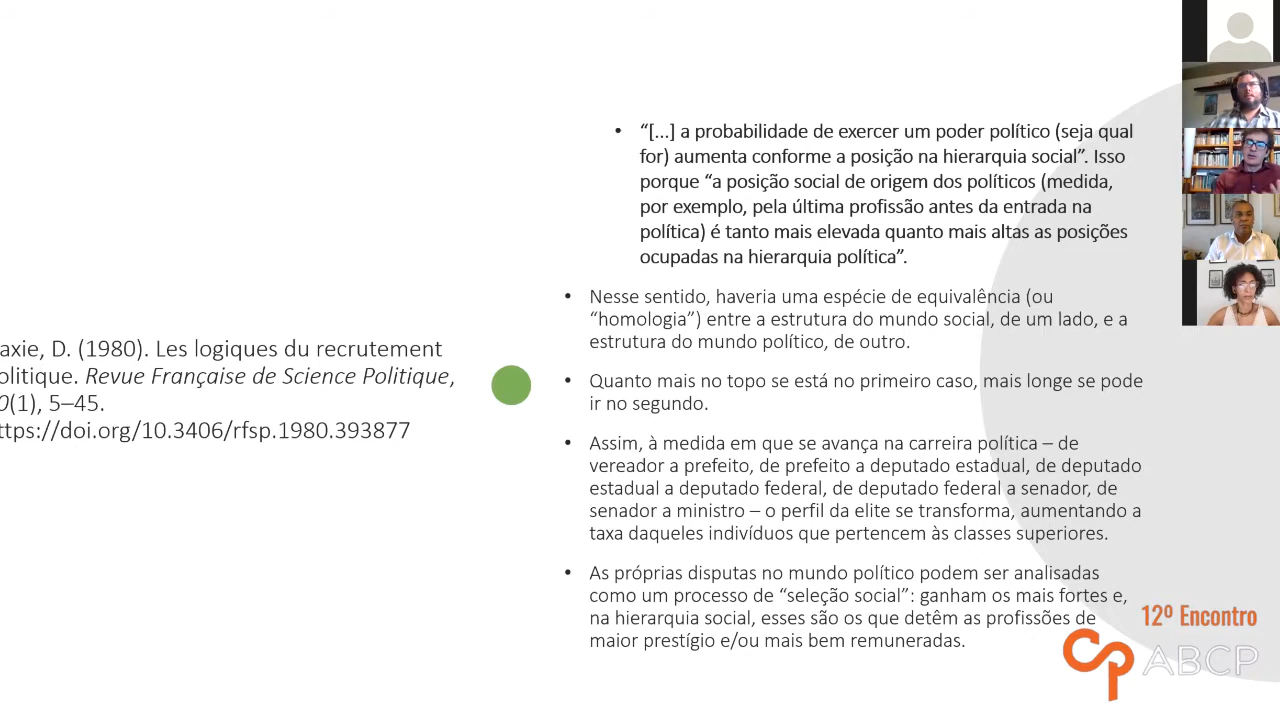 axie, D. (1980). Les logiques du recrutement
olitique. Revue Française de Science Politique,
0(1), 5–45.
ttps://doi.org/10.3406/rfsp.1980.393877
• “[...] a probabilidade de exercer um poder político (seja qual
for) aumenta conforme a posição na hierarquia social”. Isso
porque “a posição social de origem dos políticos (medida,
por exemplo, pela última profissão antes da entrada na
política) é tanto mais elevada quanto mais altas as posições
ocupadas na hierarquia política”.
• Nesse sentido, haveria uma espécie de equivalência (ou
“homologia”) entre a estrutura do mundo social, de um lado, e a
estrutura do mundo político, de outro.
• Quanto mais no topo se está no primeiro caso, mais longe se pode
ir no segundo.
• Assim, à medida em que se avança na carreira política – de
vereador a prefeito, de prefeito a deputado estadual, de deputado
estadual a deputado federal, de deputado federal a senador, de
senador a ministro – o perfil da elite se transforma, aumentando a
taxa daqueles indivíduos que pertencem às classes superiores.
• As próprias disputas no mundo político podem ser analisadas
como um processo de “seleção social”: ganham os mais fortes e,
na hierarquia social, esses são os que detêm as profissões de
maior prestígio e/ou mais bem remuneradas.
12º Encontro
cp ABCP